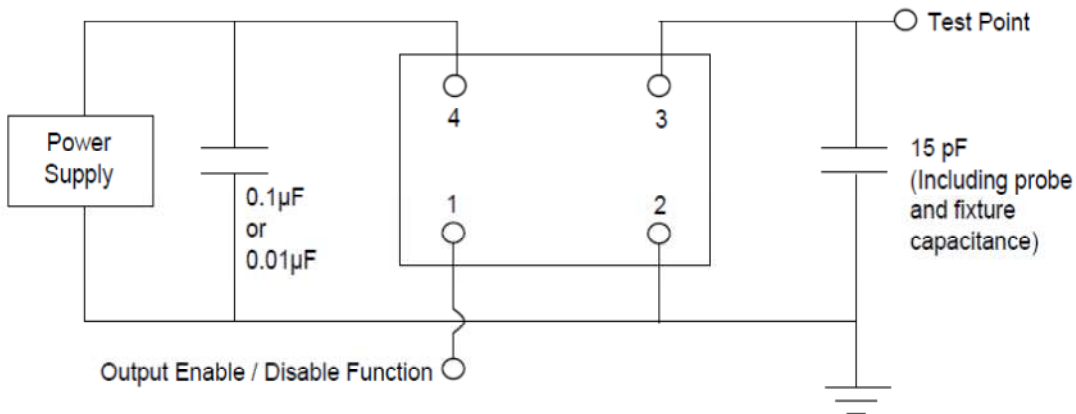 Test Point
4
3
Power
Supply
0.1µF
or
0.01µF
1
2
15 pF
(Including probe
and fixture
capacitance)
Output Enable / Disable Function